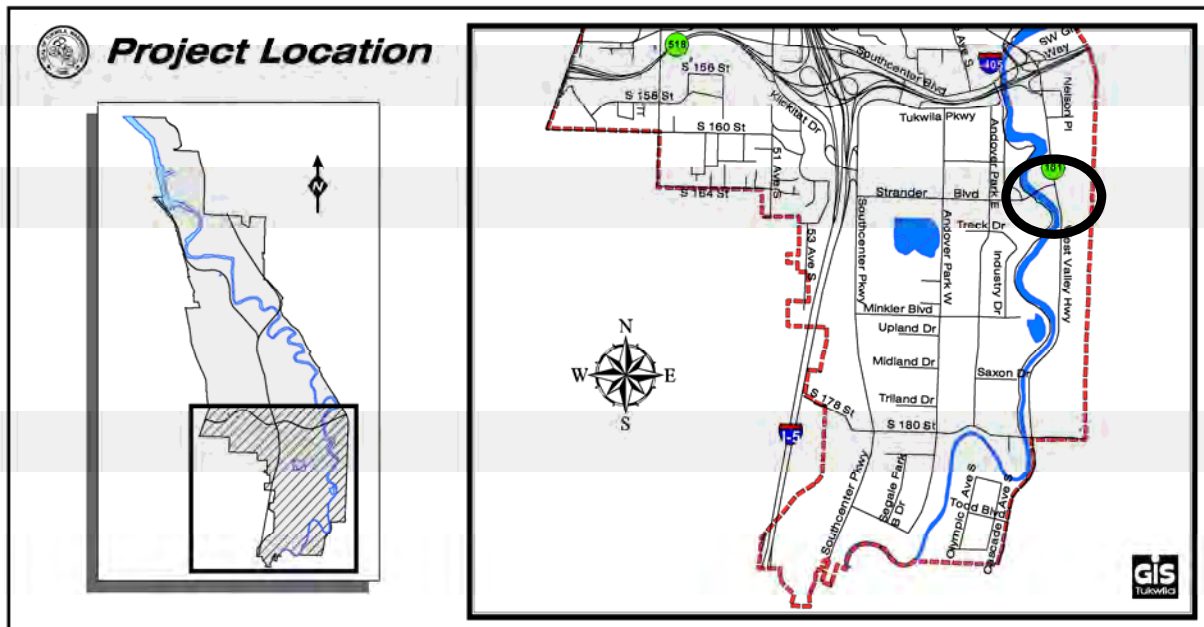 Project Location
N
518
S 156 St
S 158 St
S 160 St
S 164 St
51 Ave S
53 Ave S
Klickitat Dr
Southcenter Blvd
Ave S
I-405
SW
Way
Nelson Pl
Tukwila Pkwy
Andover Park E
181
Strander Blvd
Southcenter Pkwy
Andover Park W
Treck Dr
Industry Dr
est Valley Hwy
Minkler Blvd
Upland Dr
Midland Dr
Saxon Dr
Triland Dr
S 178 St
S 180 St
I-5
N
W
E
S
Southcenter Pkwy
Segale Park
B Dr
Olympic Ave S
Todd Blvd
Cascade Ave S
GIS
Tukwila